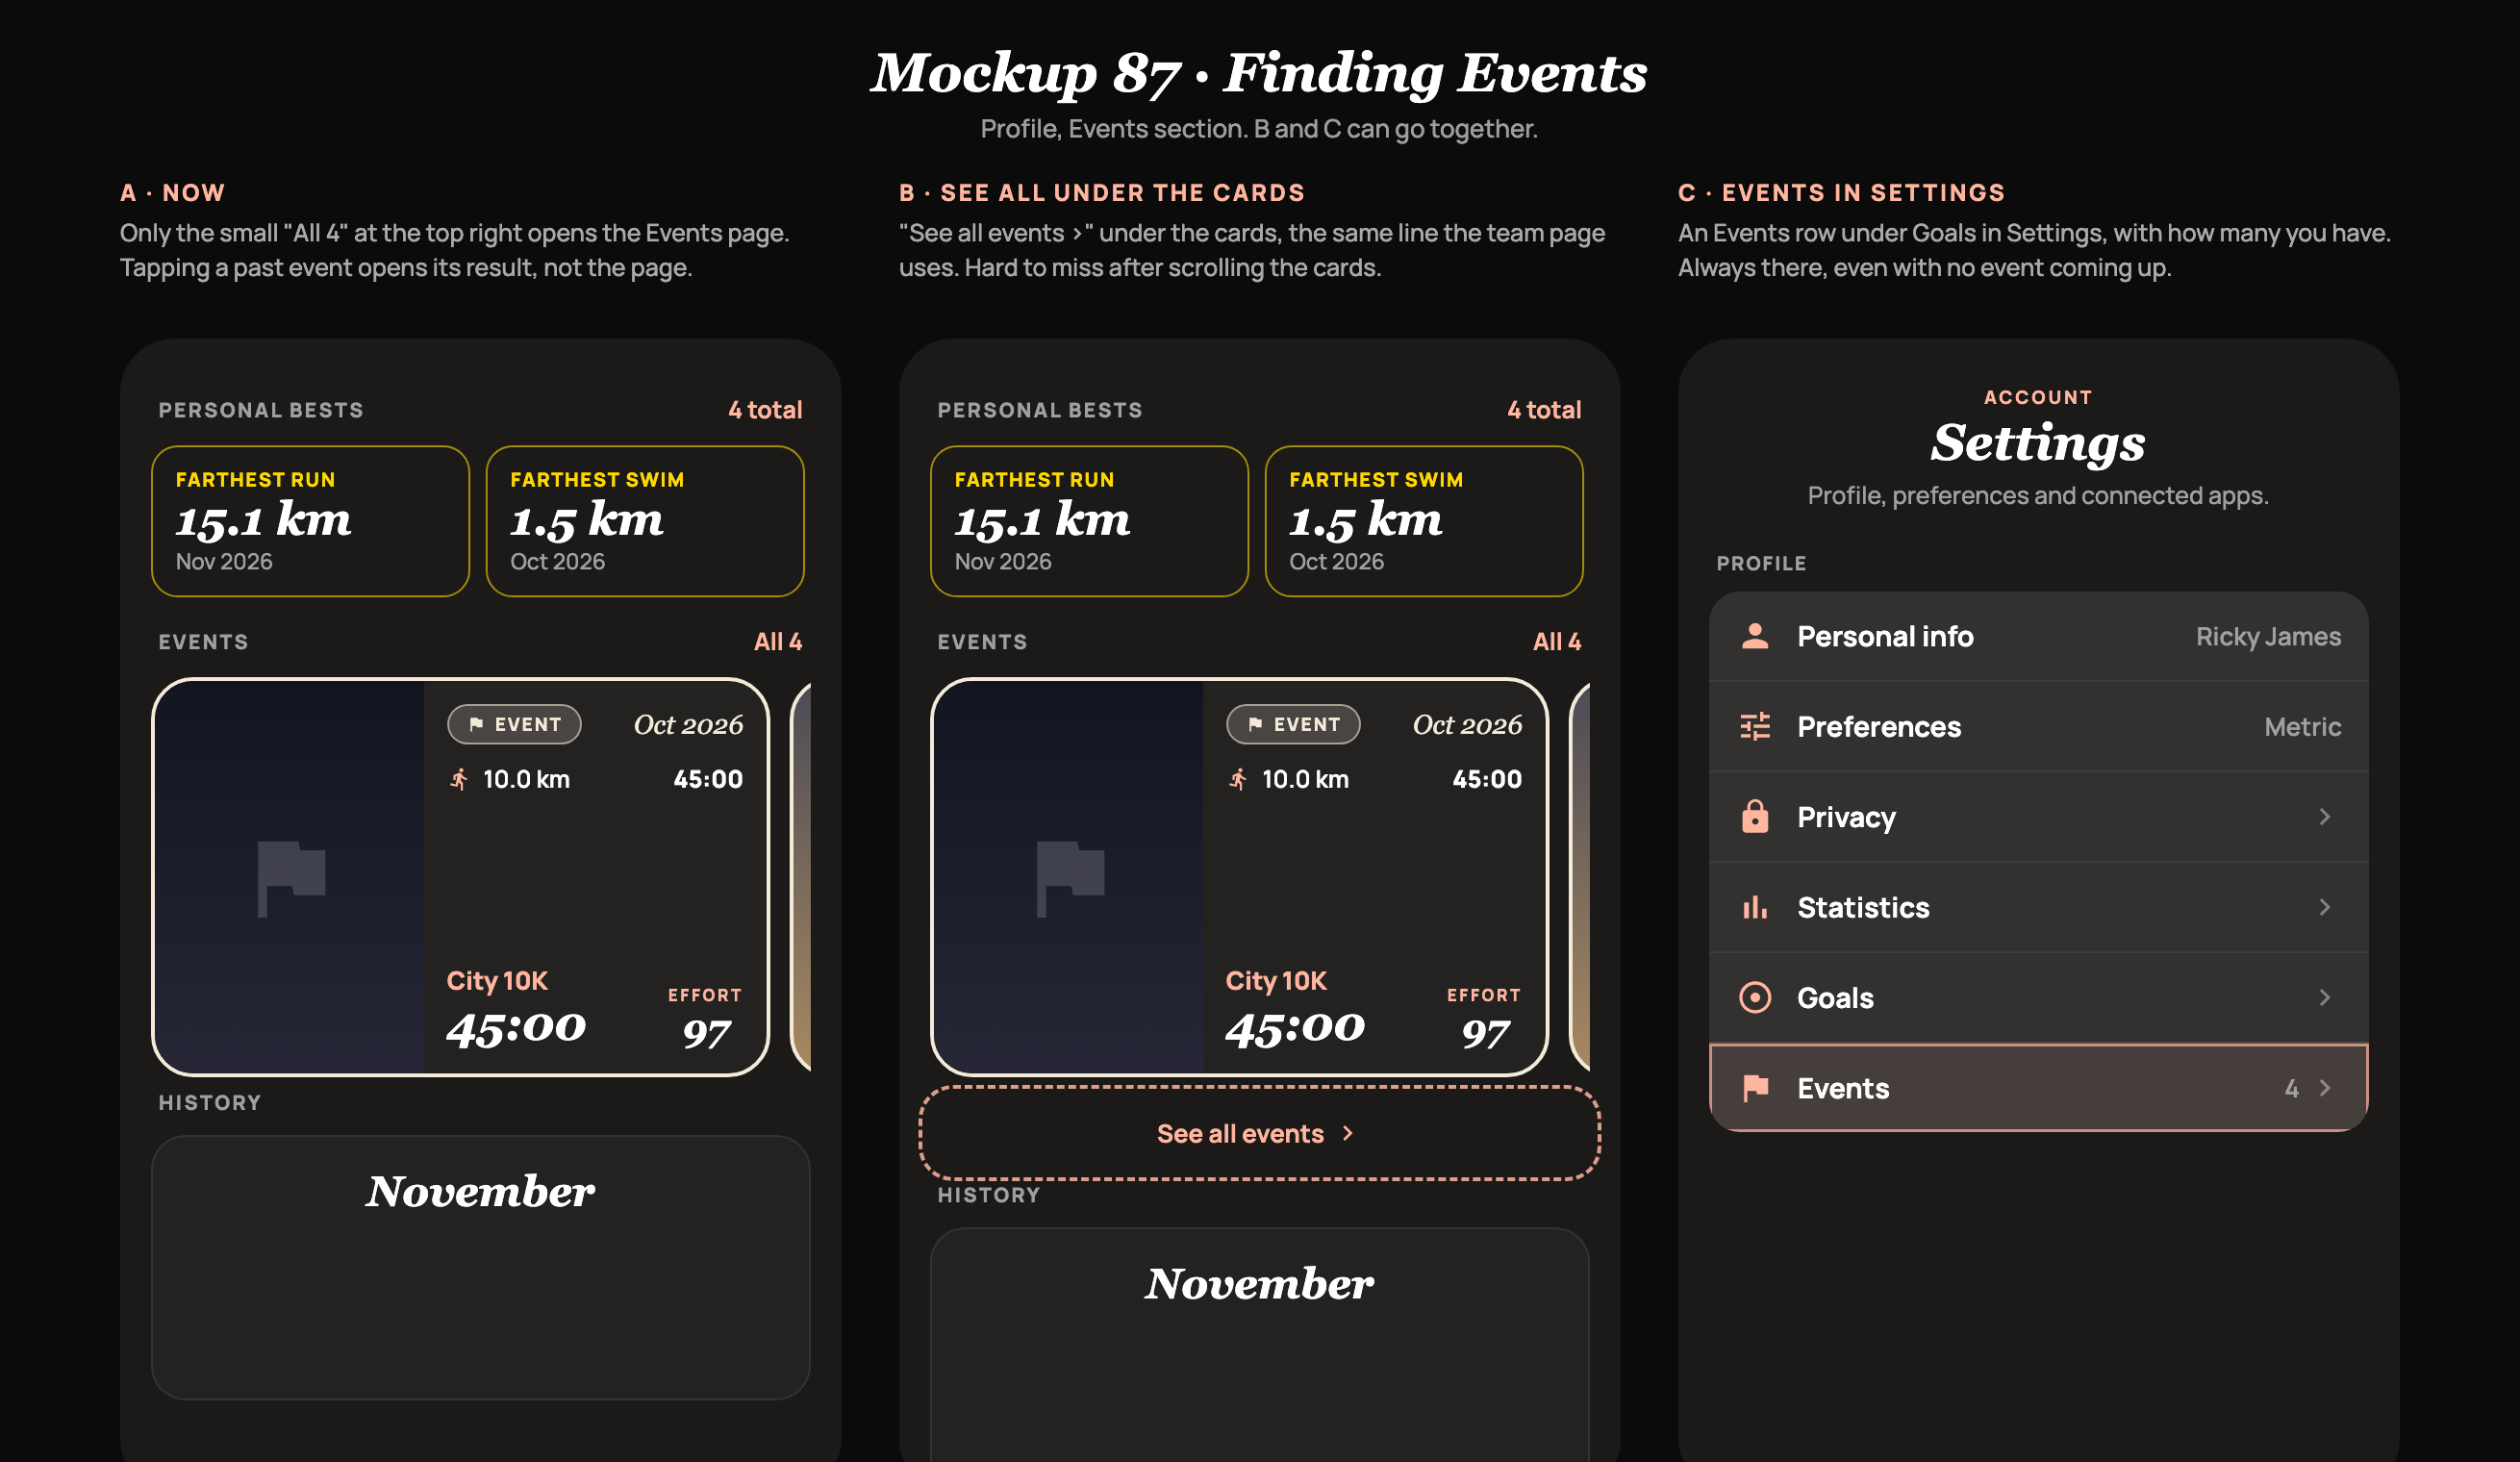 Mockup 87 · Finding Events
Profile, Events section. B and C can go together.
A · NOW
Only the small "All 4" at the top right opens the Events page.
Tapping a past event opens its result, not the page.
PERSONAL BESTS
4 total
FARTHEST RUN
15.1 km
Nov 2026
FARTHEST SWIM
1.5 km
Oct 2026
EVENTS
All 4
EVENT
Oct 2026
10.0 km
45:00
City 10K
45:00
EFFORT
97
HISTORY
November
B · SEE ALL UNDER THE CARDS
"See all events >" under the cards, the same line the team page
uses. Hard to miss after scrolling the cards.
PERSONAL BESTS
4 total
FARTHEST RUN
15.1 km
Nov 2026
FARTHEST SWIM
1.5 km
Oct 2026
EVENTS
All 4
EVENT
Oct 2026
10.0 km
45:00
City 10K
45:00
EFFORT
97
See all events >
HISTORY
November
C · EVENTS IN SETTINGS
An Events row under Goals in Settings, with how many you have.
Always there, even with no event coming up.
ACCOUNT
Settings
Profile, preferences and connected apps.
PROFILE
Personal info
Ricky James
Preferences
Metric
Privacy
Statistics
Goals
Events
4